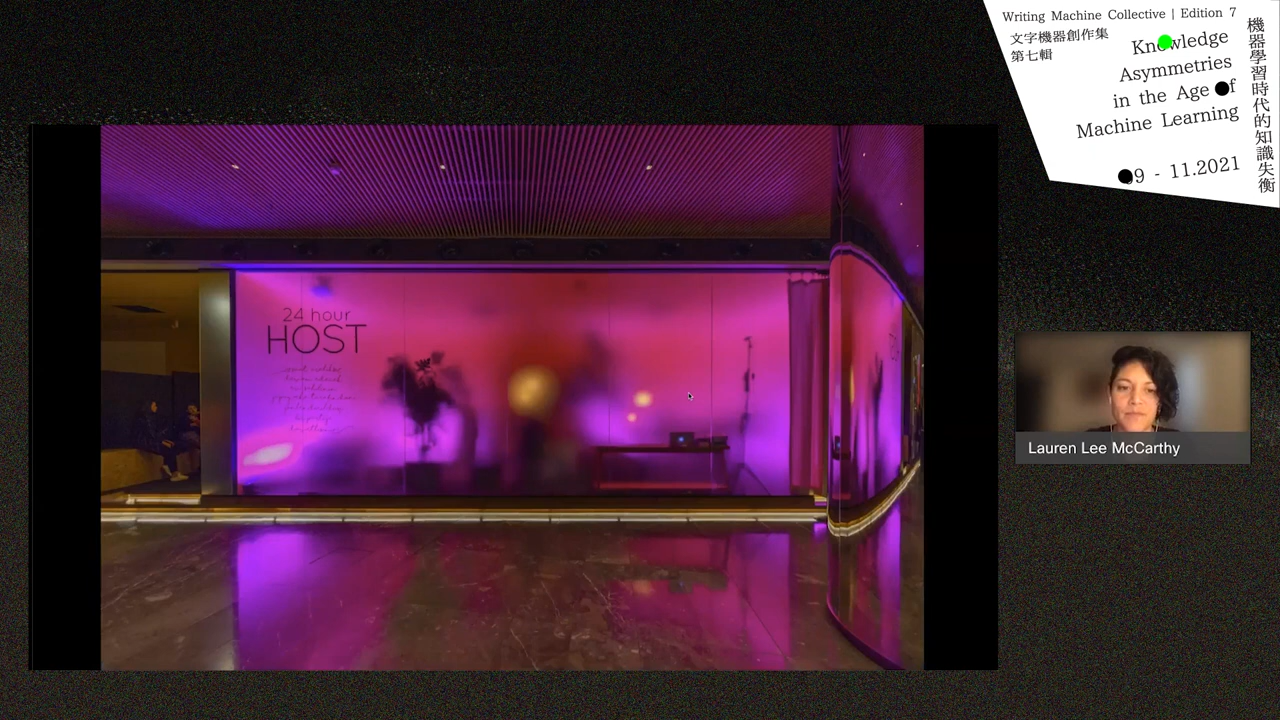 Writing Machine Collective | Edition 7
文字機器創作集
第七輯
Knowledge
Asymmetries
in the Age of
Machine Learning
09 - 11.2021
機器學習時代的知識失衡
24 hour
HOST
Lauren Lee McCarthy